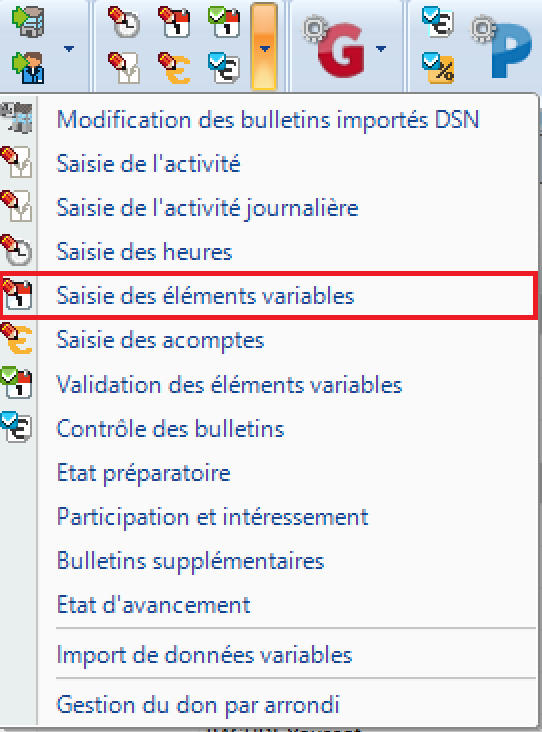 G
P
Modification des bulletins importés DSN
Saisie de l'activité
Saisie de l'activité journalière
Saisie des heures
Saisie des éléments variables
Saisie des acomptes
Validation des éléments variables
Contrôle des bulletins
Etat préparatoire
Participation et intéressement
Bulletins supplémentaires
Etat d'avancement
Import de données variables
Gestion du don par arrondi